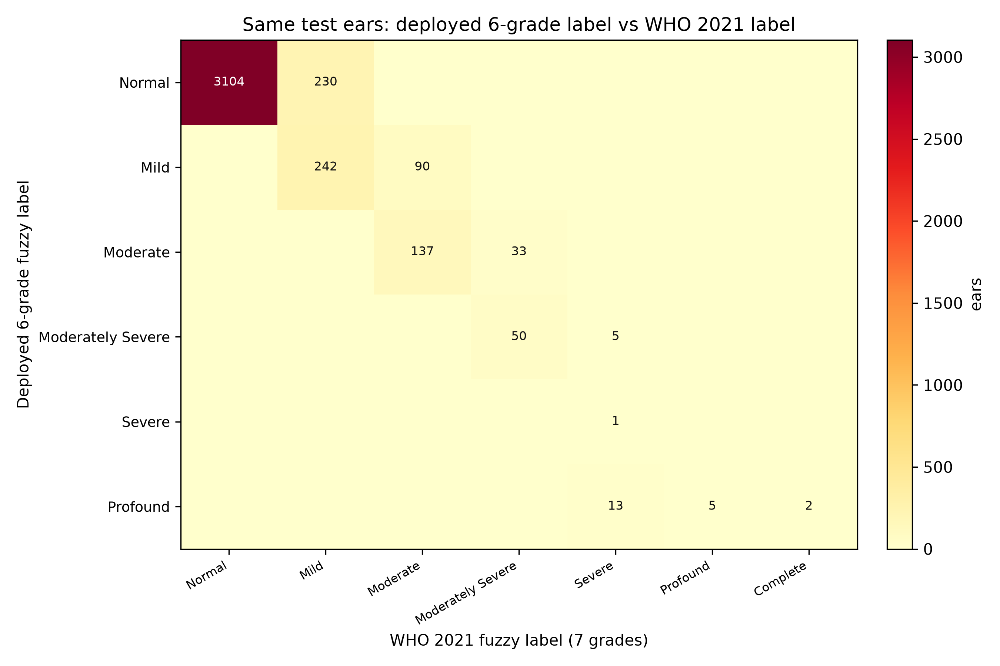 Same test ears: deployed 6-grade label vs WHO 2021 label
Deployed 6-grade fuzzy label
Normal
3104
230
Mild
242
90
Moderate
137
33
Moderately Severe
50
5
Severe
1
Profound
13
5
2
Normal
Mild
Moderate
Moderately Severe
Severe
Profound
Complete
WHO 2021 fuzzy label (7 grades)
3000
2500
2000
1500
1000
500
0
ears